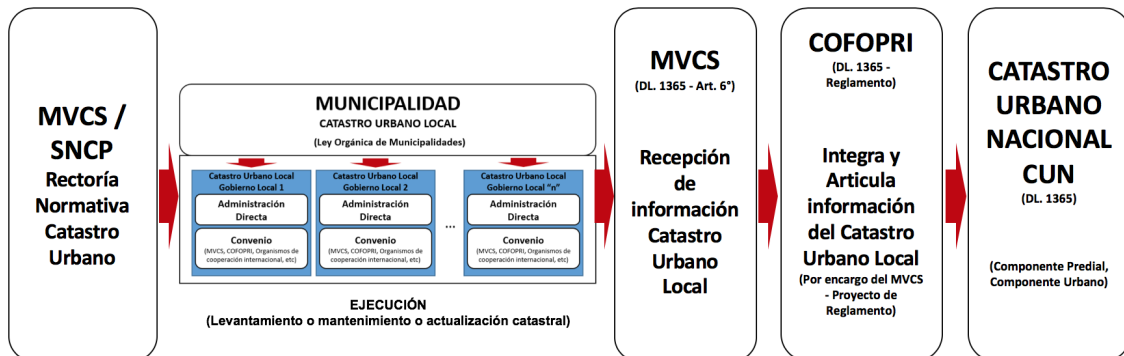 MVCS /
SNCP
Rectoría
Normativa
Catastro
Urbano
MUNICIPALIDAD
CATASTRO URBANO LOCAL
(Ley Orgánica de Municipalidades)
Catastro Urbano Local
Gobierno Local 1
Administración
Directa
Convenio
(MVCS, COFOPRI, Organismos de
cooperación internacional, etc)
Catastro Urbano Local
Gobierno Local 2
Administración
Directa
Convenio
(MVCS, COFOPRI, Organismos de
cooperación internacional, etc)
...
Catastro Urbano Local
Gobierno Local "n"
Administración
Directa
Convenio
(MVCS, COFOPRI, Organismos de
cooperación internacional, etc)
EJECUCIÓN
(Levantamiento o mantenimiento o actualización catastral)
MVCS
(DL. 1365 - Art. 6°)
Recepción
de
información
Catastro
Urbano
Local
COFOPRI
(DL. 1365 -
Reglamento)
Integra y
Articula
información
del Catastro
Urbano Local
(Por encargo del MVCS
- Proyecto de
Reglamento)
CATASTRO
URBANO
NACIONAL
CUN
(DL. 1365)
(Componente Predial,
Componente Urbano)